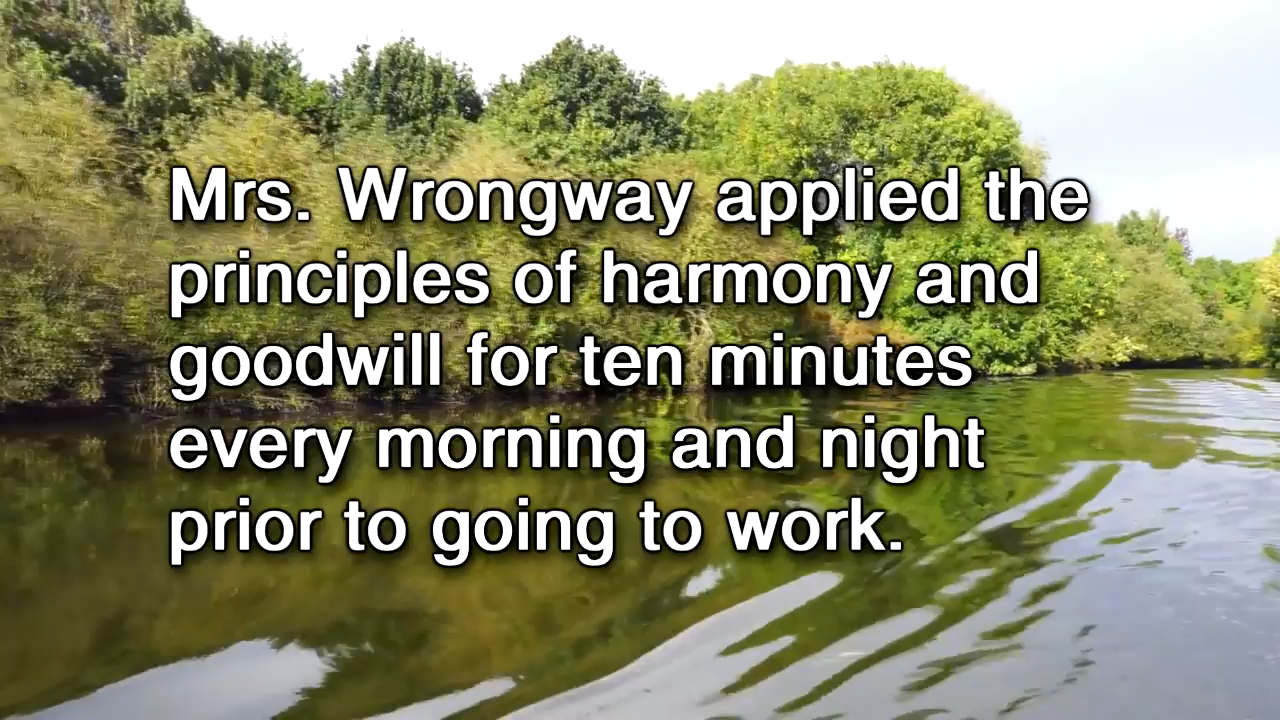 Mrs. Wrongway applied the
principles of harmony and
goodwill for ten minutes
every morning and night
prior to going to work.